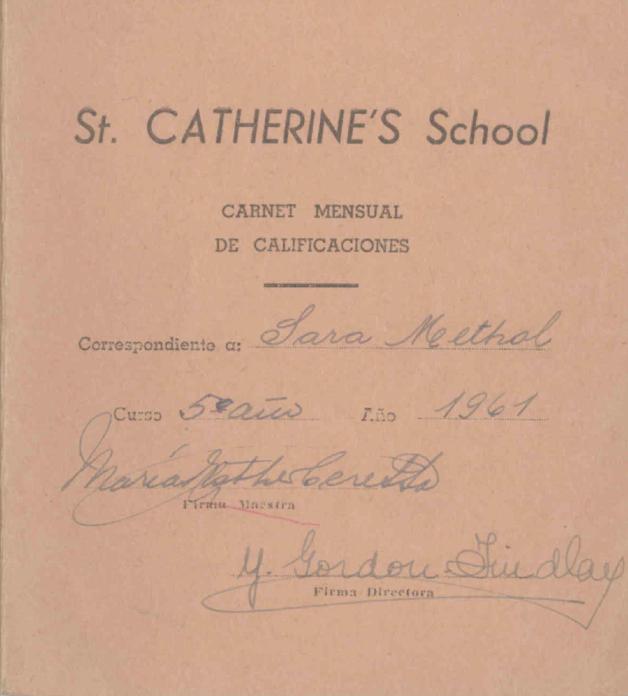 St. CATHERINE'S School
CARNET MENSUAL
DE CALIFICACIONES
Correspondiente a: Sara Methol
Curso 5º año Año 1961
María
Firma Maestra
Y. Gordon Findlay
Firma Directora